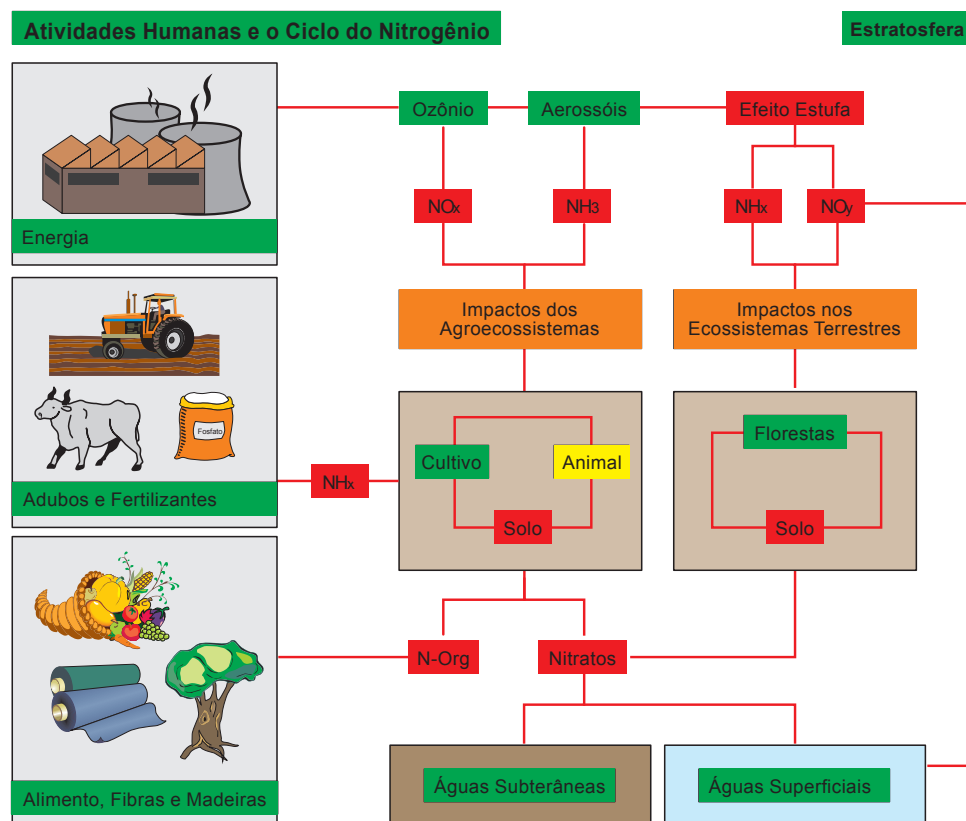 Atividades Humanas e o Ciclo do Nitrogênio
Estratosfera
Ozônio
Aerossóis
Efeito Estufa
NOx
NH3
NHx
NOy
Energia
Impactos dos
Agroecossistemas
Impactos nos
Ecossistemas Terrestres
Fosfato
Adubos e Fertilizantes
NHx
Cultivo
Animal
Solo
Florestas
Solo
N-Org
Nitratos
Alimento, Fibras e Madeiras
Águas Subterâneas
Águas Superficiais